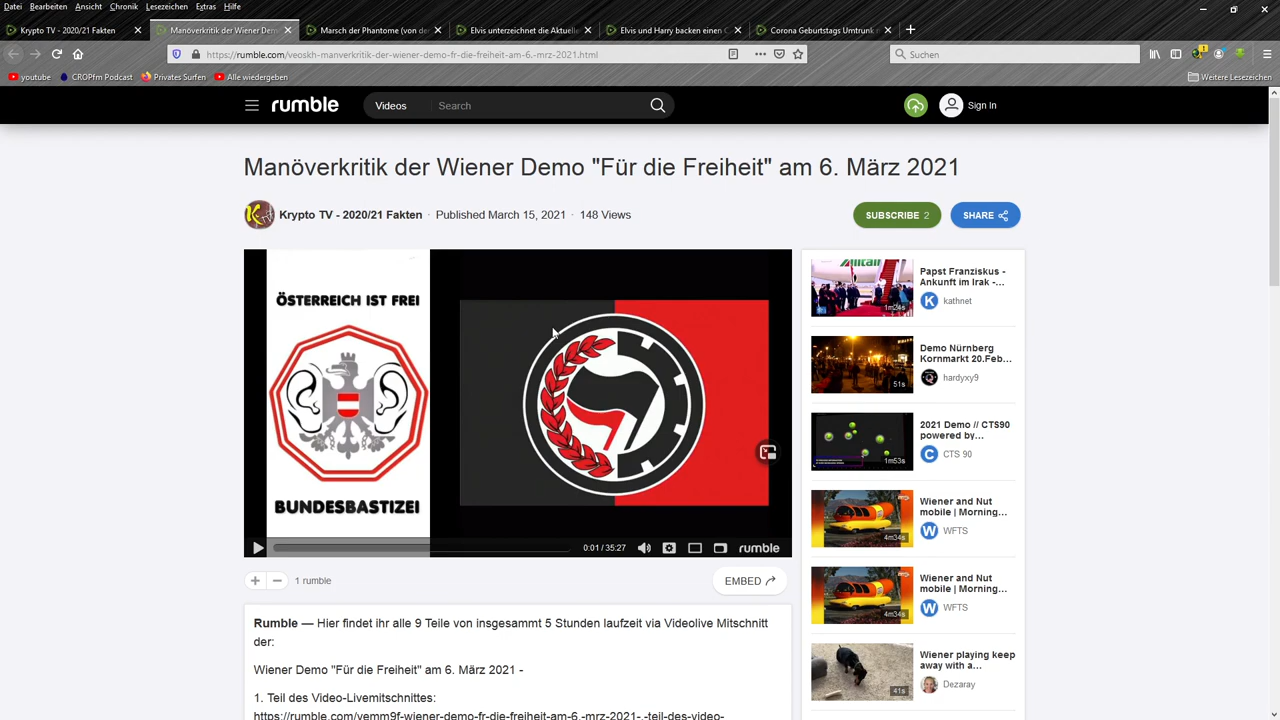 Datei Bearbeiten Ansicht Chronik Lesezeichen Extras Hilfe
Krypto TV - 2020/21 Fakten
Manöverkritik der Wiener Dem
Marsch der Phantome (von de
Elvis unterzeichnet die Aktuelle
Elvis und Harry backen einen C
Corona Geburtstags Umtrunk m
https://rumble.com/veoskh-manverkritik-der-wiener-demo-fr-die-freiheit-am-6.-mrz-2021.html
Suchen
youtube CROPfm Podcast Privates Surfen Alle wiedergeben Weitere Lesezeichen
rumble Videos Search Sign In
Manöverkritik der Wiener Demo "Für die Freiheit" am 6. März 2021
Krypto TV - 2020/21 Fakten · Published March 15, 2021 · 148 Views
SUBSCRIBE 2 SHARE
ÖSTERREICH IST FREI
BUNDESBASTIZEI
0:01 / 35:27 rumble
+ − 1 rumble EMBED
Rumble — Hier findet ihr alle 9 Teile von insgesamt 5 Stunden laufzeit via Videolive Mitschnitt
der:
Wiener Demo "Für die Freiheit" am 6. März 2021 -
1. Teil des Video-Livemitschnittes:
https://rumble.com/vemm9f-wiener-demo-fr-die-freiheit-am-6.-mrz-2021-.-teil-des-video-
Papst Franziskus -
Ankunft im Irak -...
kathnet
1m24s
Demo Nürnberg
Kornmarkt 20.Feb...
hardyxy9
51s
2021 Demo // CTS90
powered by...
CTS 90
1m53s
Wiener and Nut
mobile | Morning...
WFTS
4m34s
Wiener and Nut
mobile | Morning...
WFTS
4m34s
Wiener playing keep
away with a...
Dezaray
41s